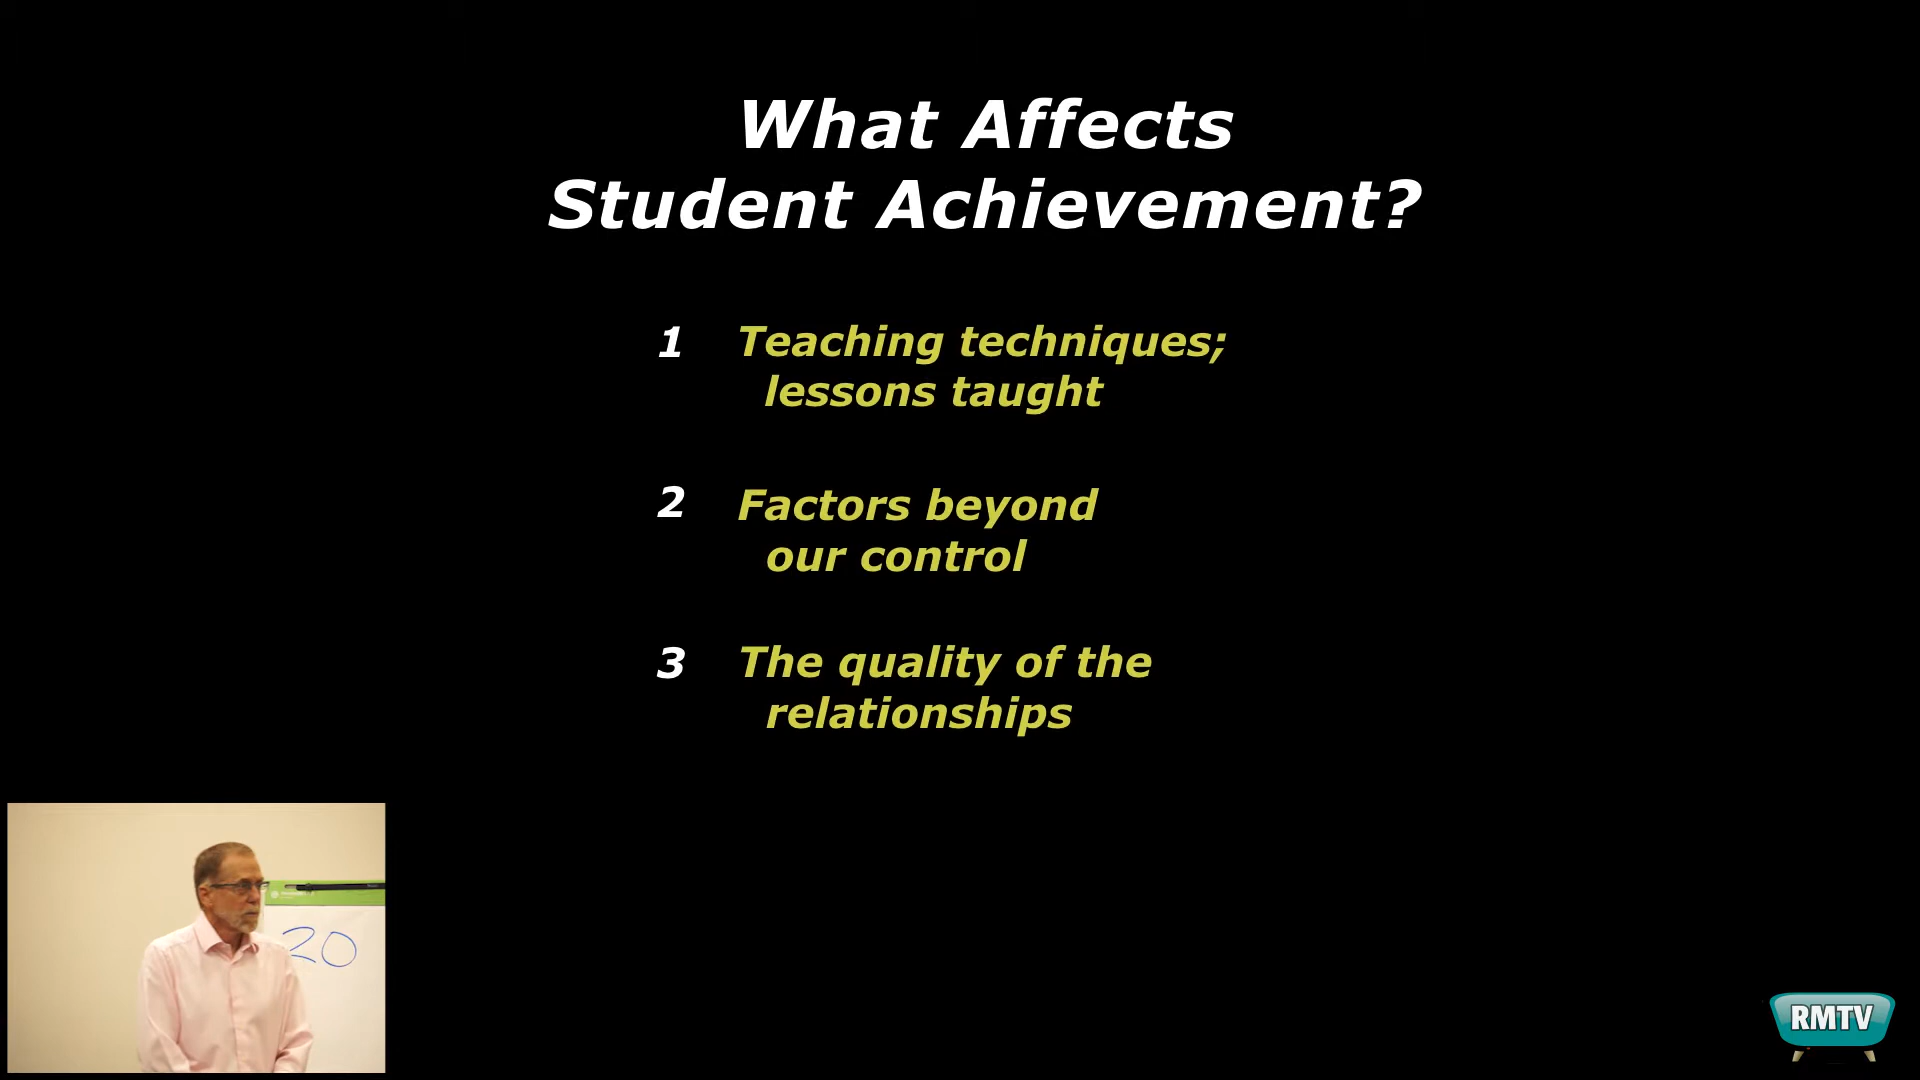 What Affects
Student Achievement?
1 Teaching techniques;
lessons taught
2 Factors beyond
our control
3 The quality of the
relationships
20
RMTV